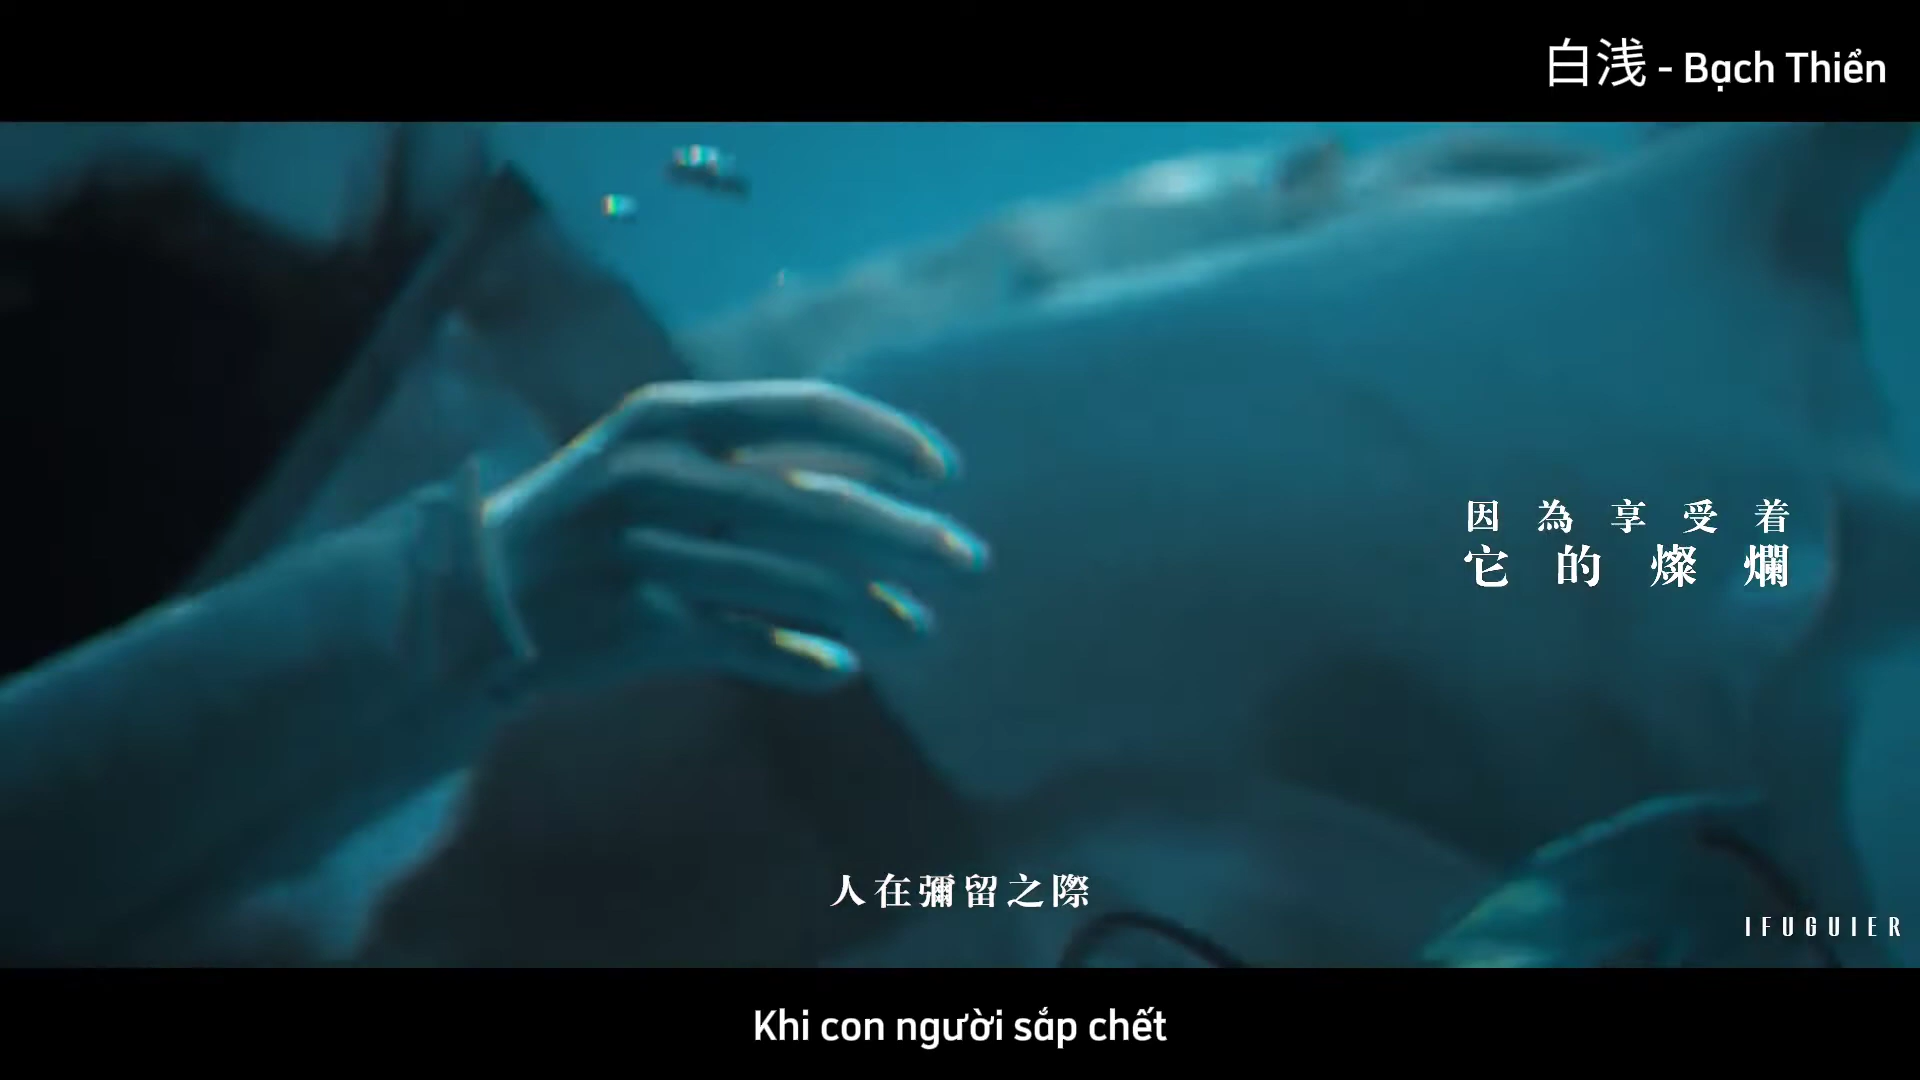 白浅 - Bạch Thiển
因為享受着
它的燦爛
人在彌留之際
IFUGUIER
Khi con người sắp chết